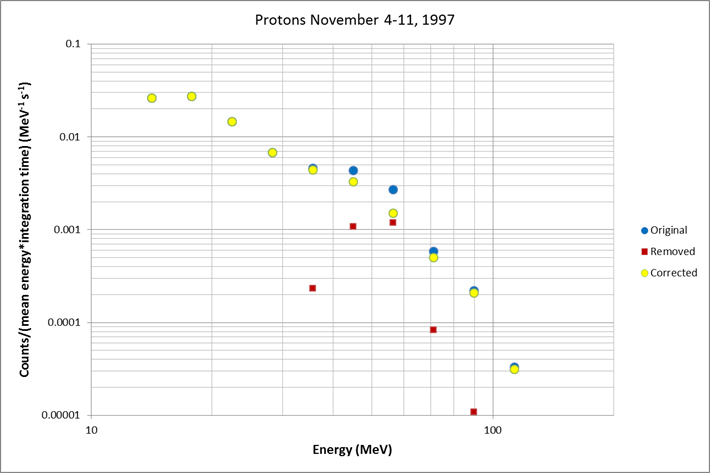 Protons November 4-11, 1997
0.1
0.01
0.001
0.0001
0.00001
Counts/(mean energy*integration time) (MeV⁻¹ s⁻¹)
10
100
Energy (MeV)
Original
Removed
Corrected